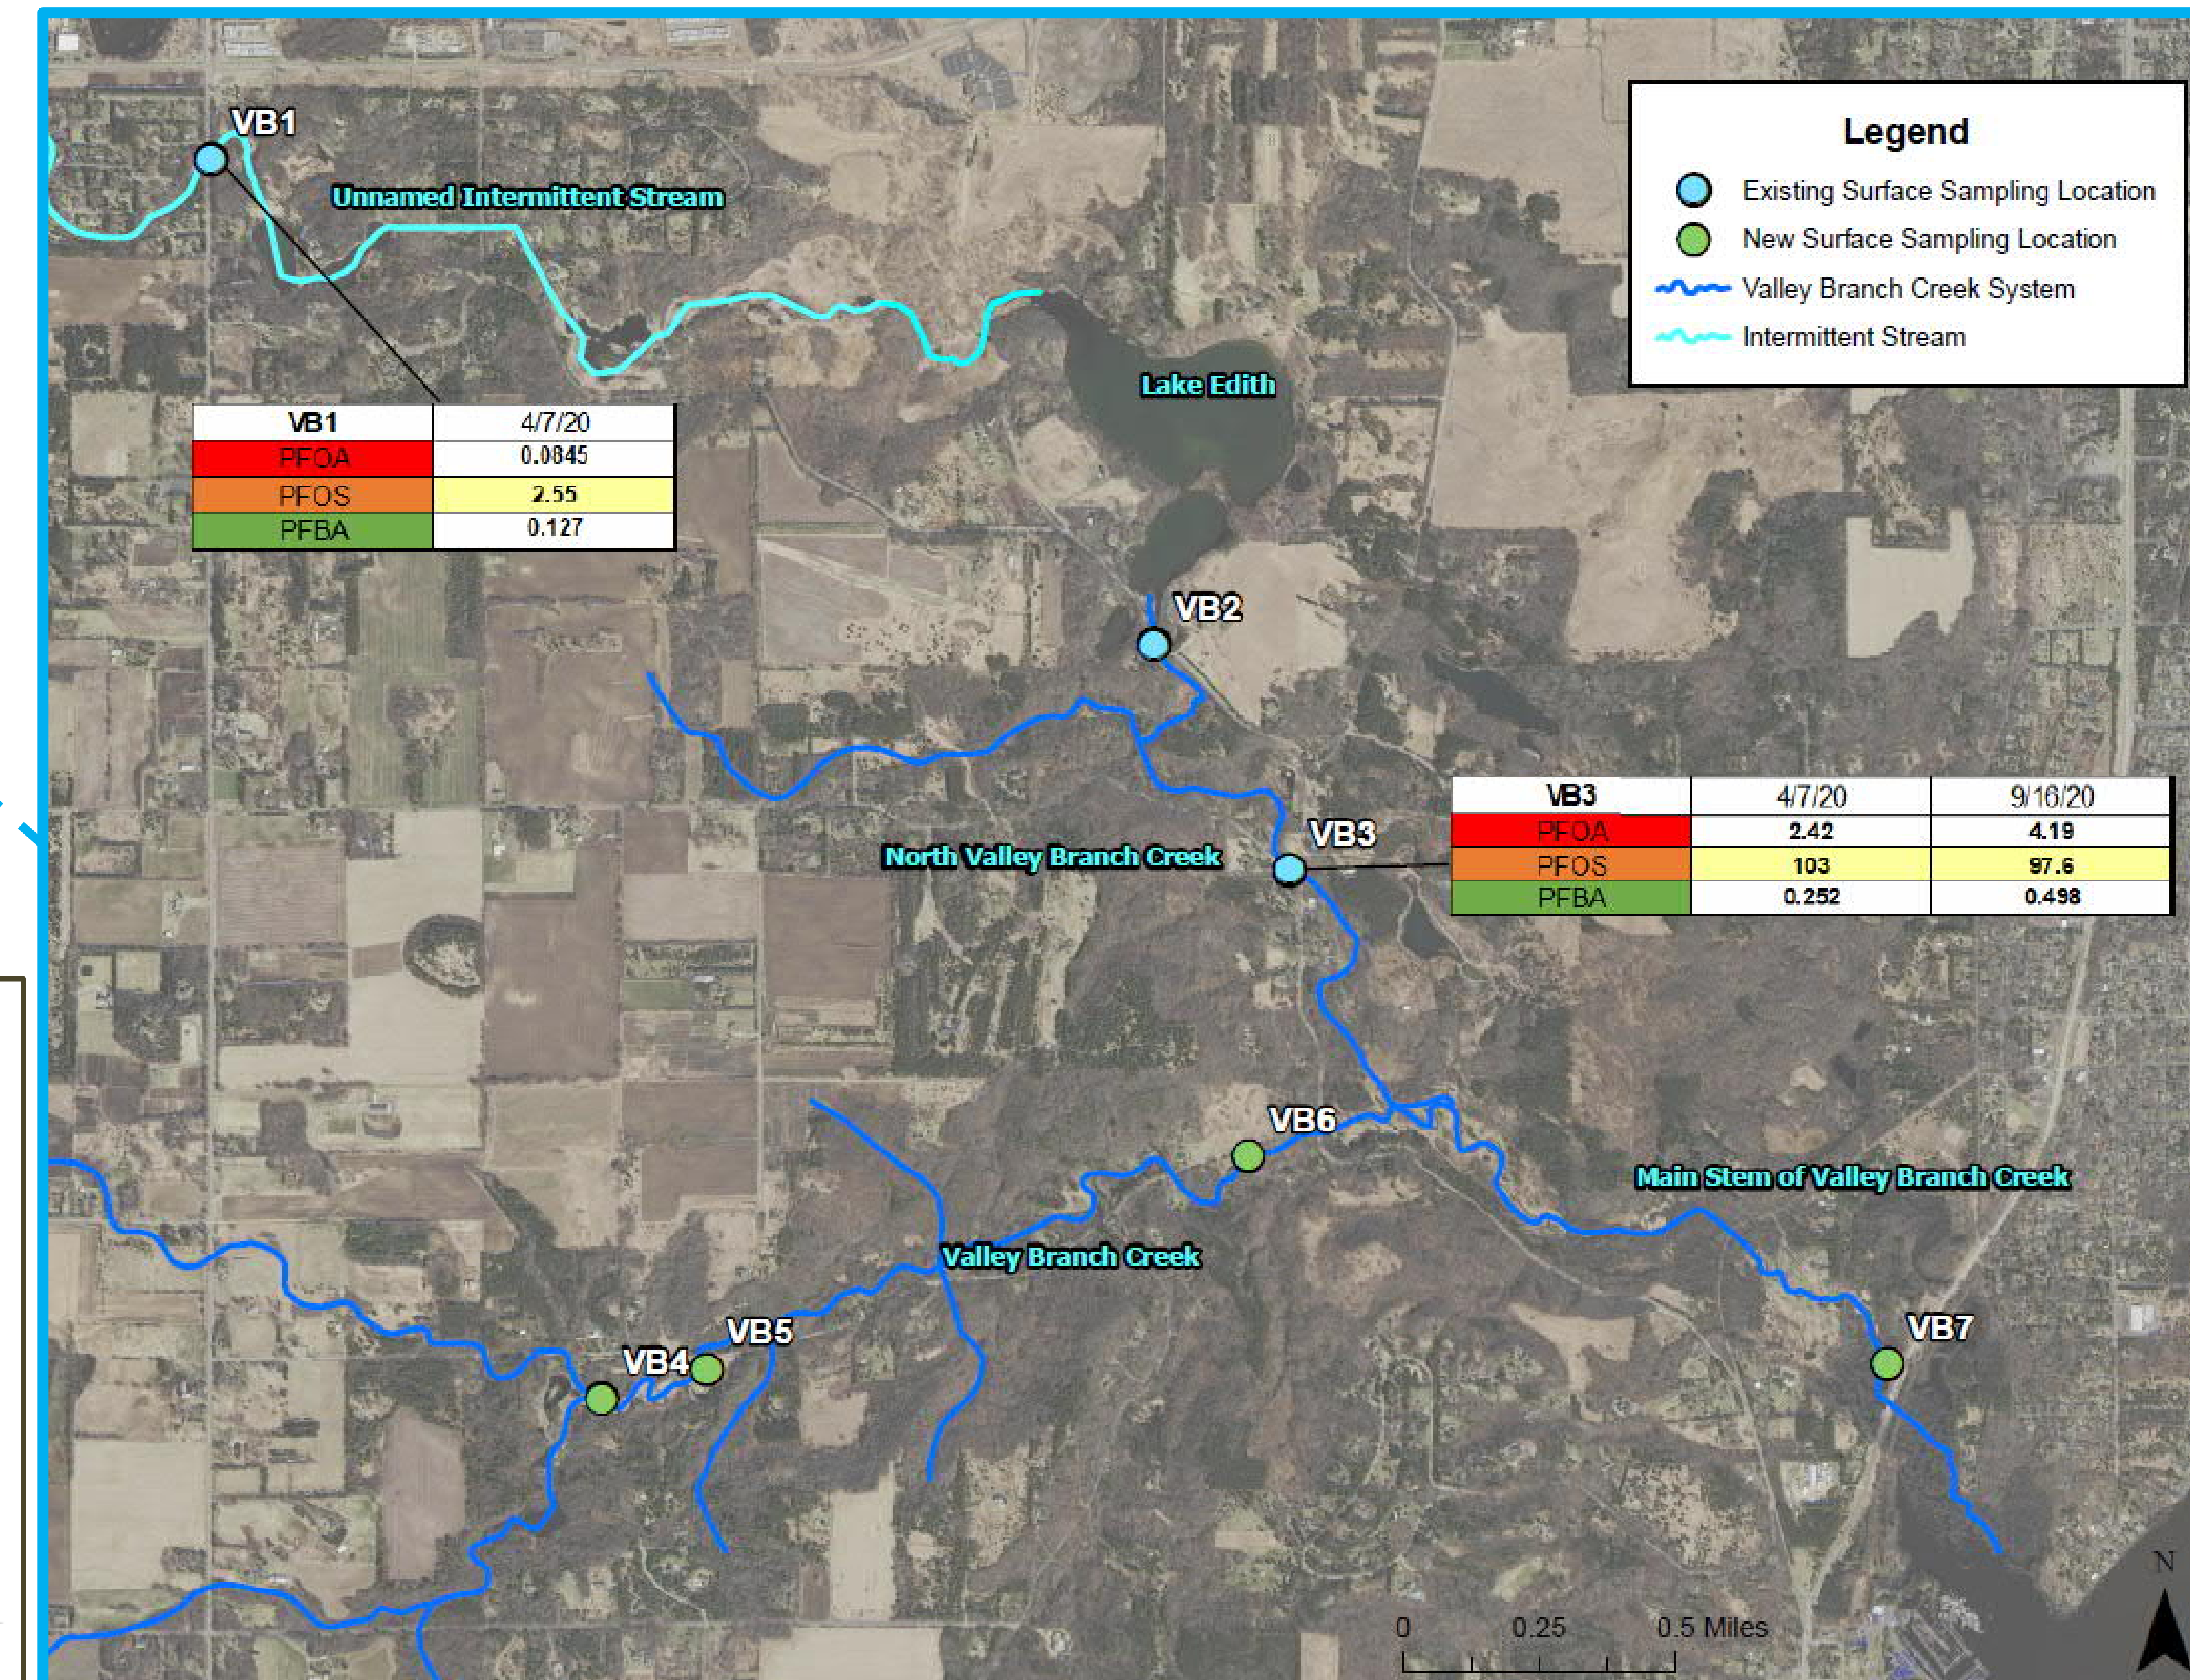 VB1
Unnamed Intermittent Stream
Legend
Existing Surface Sampling Location
New Surface Sampling Location
Valley Branch Creek System
Intermittent Stream
Lake Edith
VB1 4/7/20
PFOA 0.0845
PFOS 2.55
PFBA 0.127
VB2
VB3
North Valley Branch Creek
VB3 4/7/20 9/16/20
PFOA 2.42 4.19
PFOS 103 97.6
PFBA 0.252 0.498
VB6
Main Stem of Valley Branch Creek
Valley Branch Creek
VB5
VB4
VB7
N
0 0.25 0.5 Miles